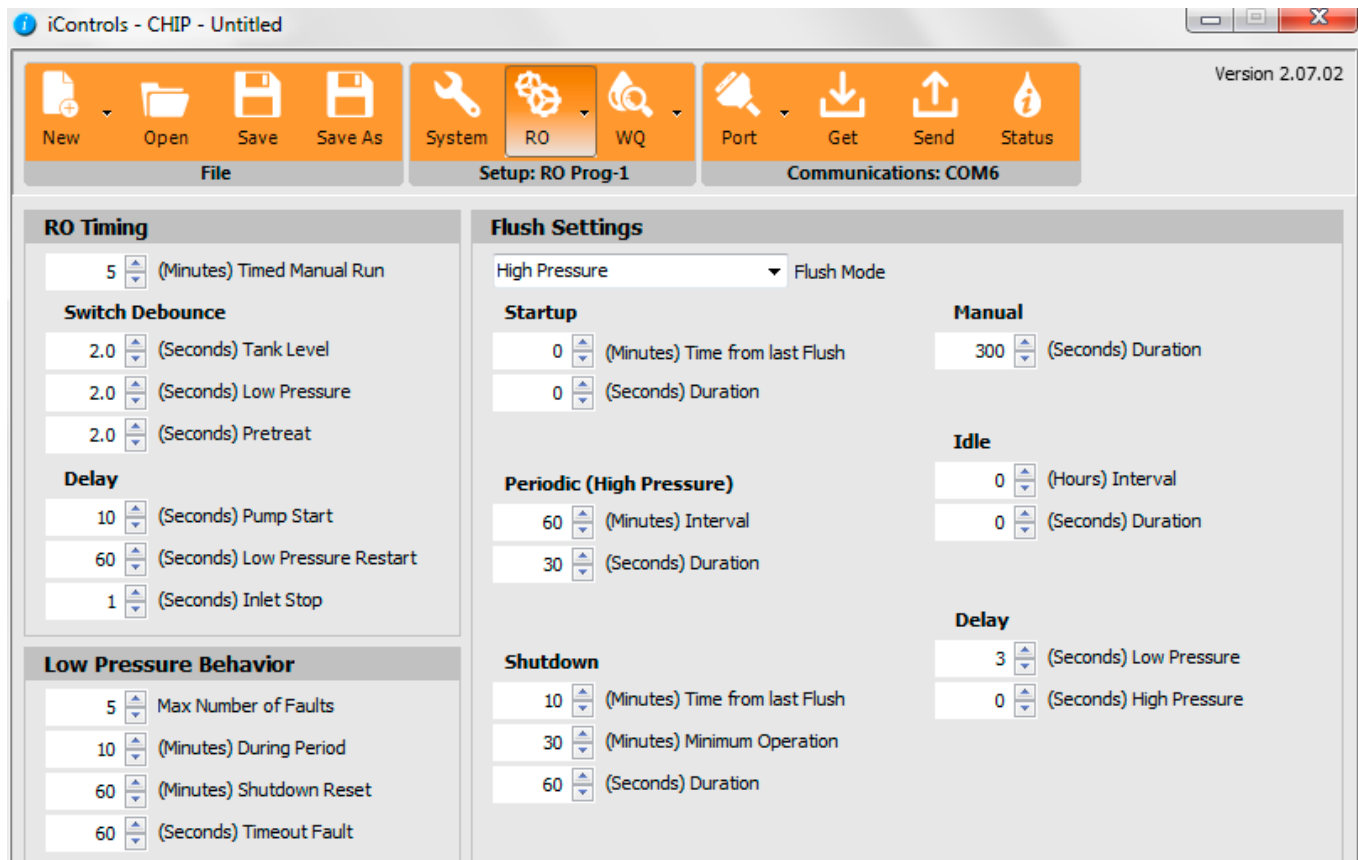 iControls - CHIP - Untitled
Version 2.07.02
New Open Save Save As
File
System RO WQ
Setup: RO Prog-1
Port Get Send Status
Communications: COM6
RO Timing
5 (Minutes) Timed Manual Run
Switch Debounce
2.0 (Seconds) Tank Level
2.0 (Seconds) Low Pressure
2.0 (Seconds) Pretreat
Delay
10 (Seconds) Pump Start
60 (Seconds) Low Pressure Restart
1 (Seconds) Inlet Stop
Low Pressure Behavior
5 Max Number of Faults
10 (Minutes) During Period
60 (Minutes) Shutdown Reset
60 (Seconds) Timeout Fault
Flush Settings
High Pressure Flush Mode
Startup
0 (Minutes) Time from last Flush
0 (Seconds) Duration
Periodic (High Pressure)
60 (Minutes) Interval
30 (Seconds) Duration
Shutdown
10 (Minutes) Time from last Flush
30 (Minutes) Minimum Operation
60 (Seconds) Duration
Manual
300 (Seconds) Duration
Idle
0 (Hours) Interval
0 (Seconds) Duration
Delay
3 (Seconds) Low Pressure
0 (Seconds) High Pressure